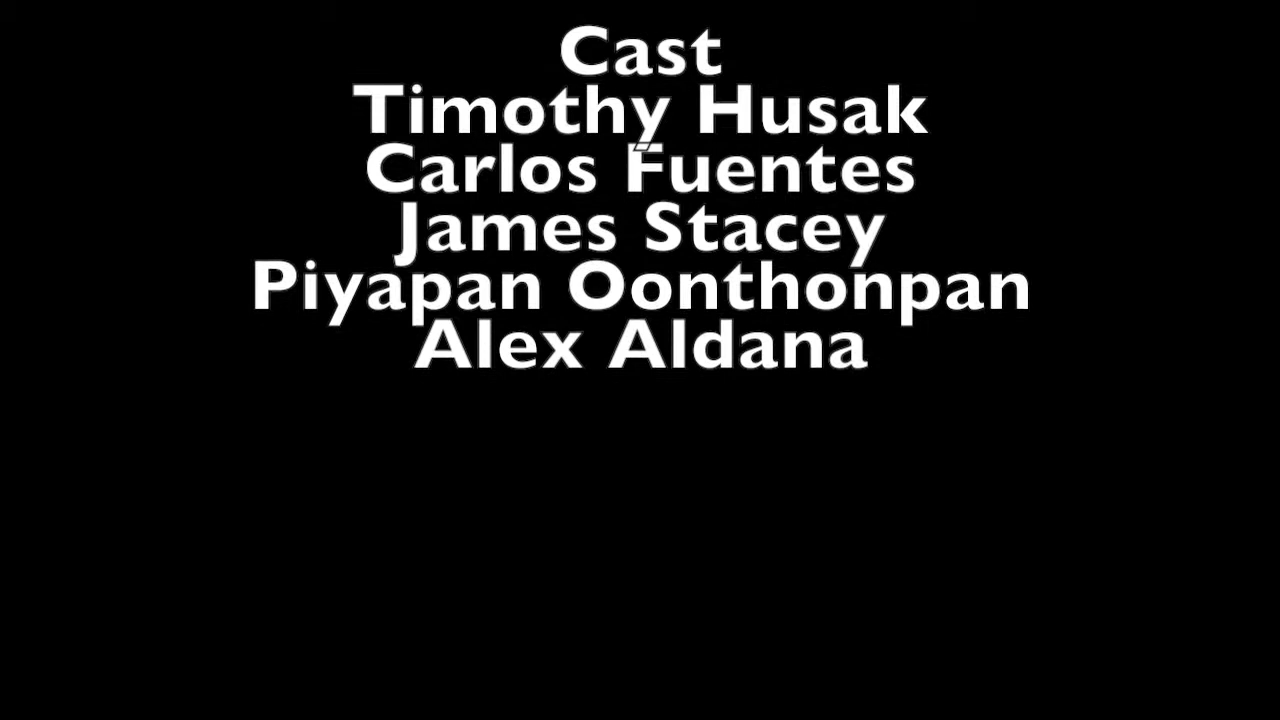 Cast
Timothy Husak
Carlos Fuentes
James Stacey
Piyapan Oonthonpan
Alex Aldana